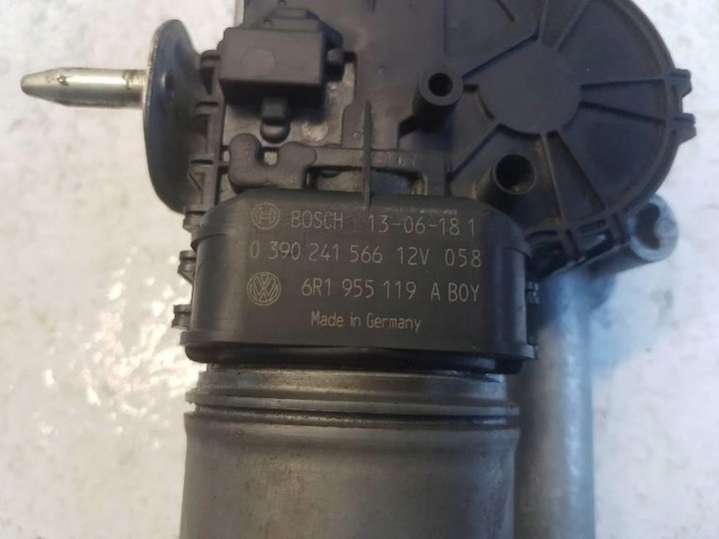 BOSCH 13-06-18 1
0 390 241 566 12V 058
6R1 955 119 A BOY
Made in Germany